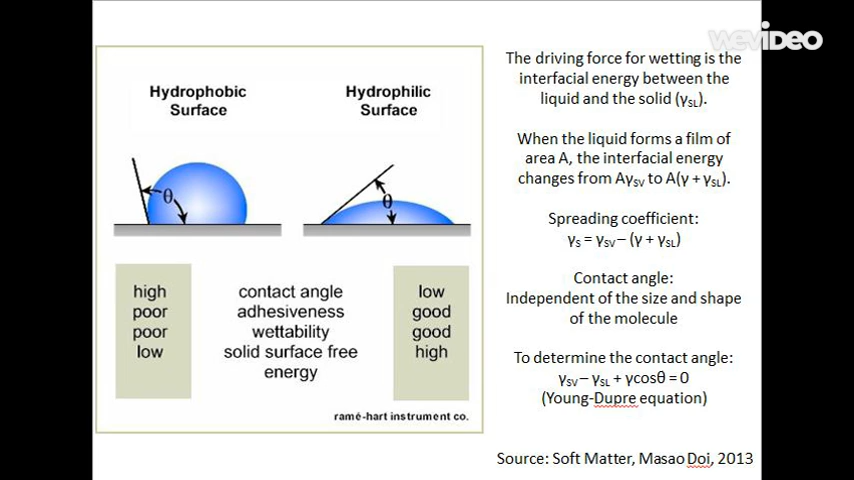 wevideo
Hydrophobic
Surface
Hydrophilic
Surface
θ
θ
high
poor
poor
low
contact angle
adhesiveness
wettability
solid surface free
energy
low
good
good
high
ramé-hart instrument co.
The driving force for wetting is the
interfacial energy between the
liquid and the solid (γSL).
When the liquid forms a film of
area A, the interfacial energy
changes from AγSV to A(γ + γSL).
Spreading coefficient:
γS = γSV – (γ + γSL)
Contact angle:
Independent of the size and shape
of the molecule
To determine the contact angle:
γSV – γSL + γcosθ = 0
(Young-Dupre equation)
Source: Soft Matter, Masao Doi, 2013